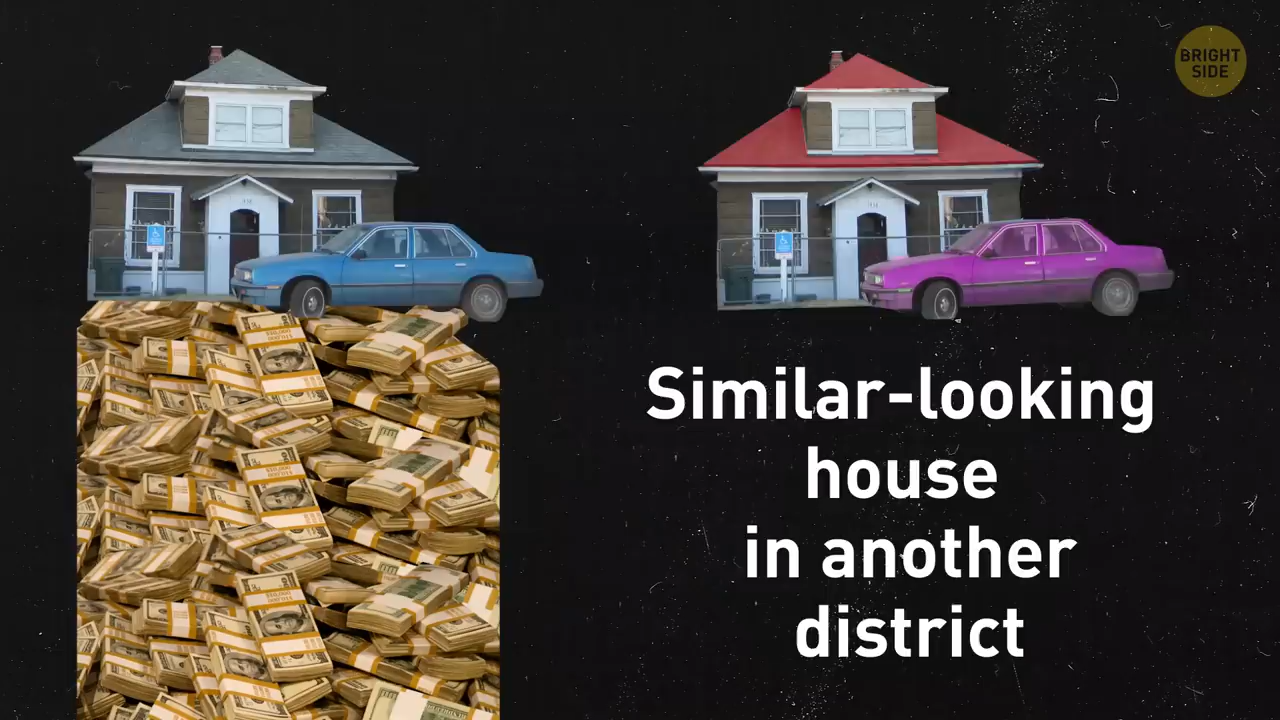 BRIGHT
SIDE
Similar-looking
house
in another
district